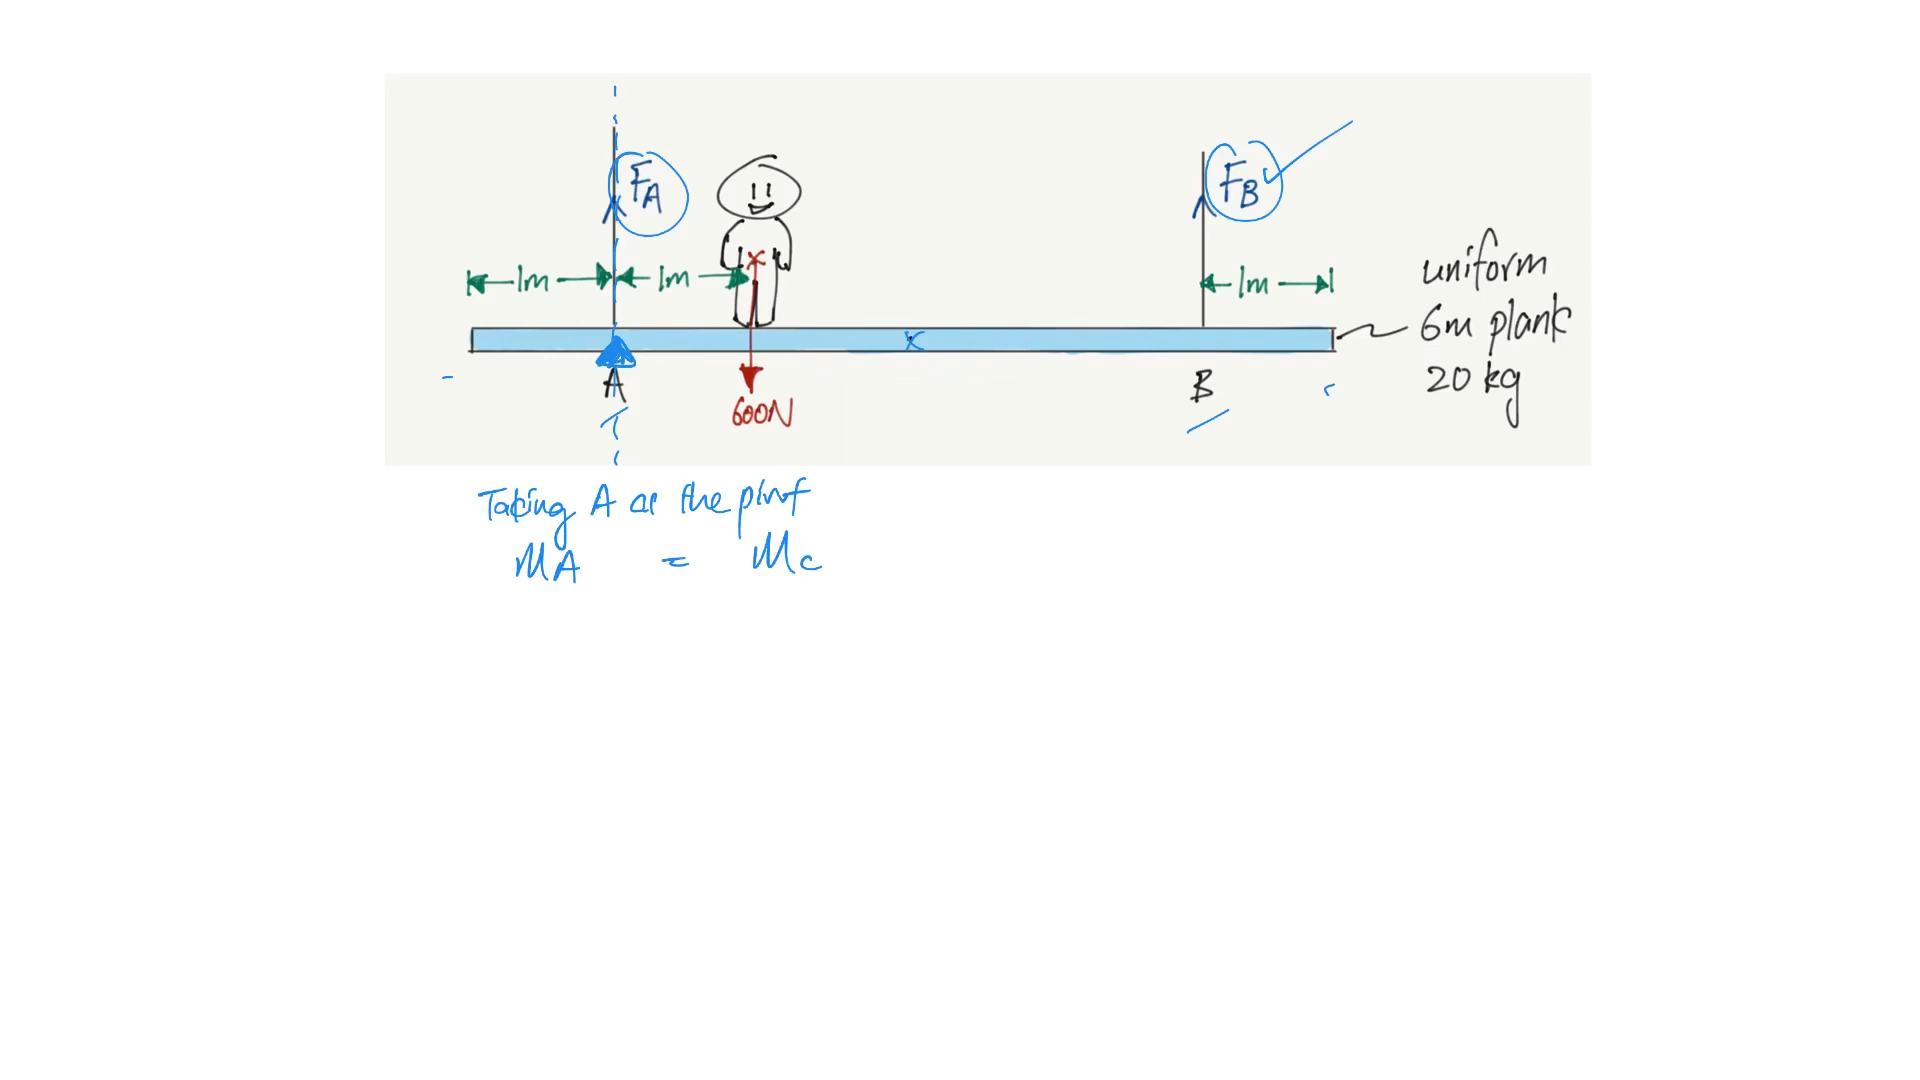 FA
FB
1m
1m
1m
uniform
6m plank
20 kg
A
B
600N
Taking A as the pivot
MA = Mc